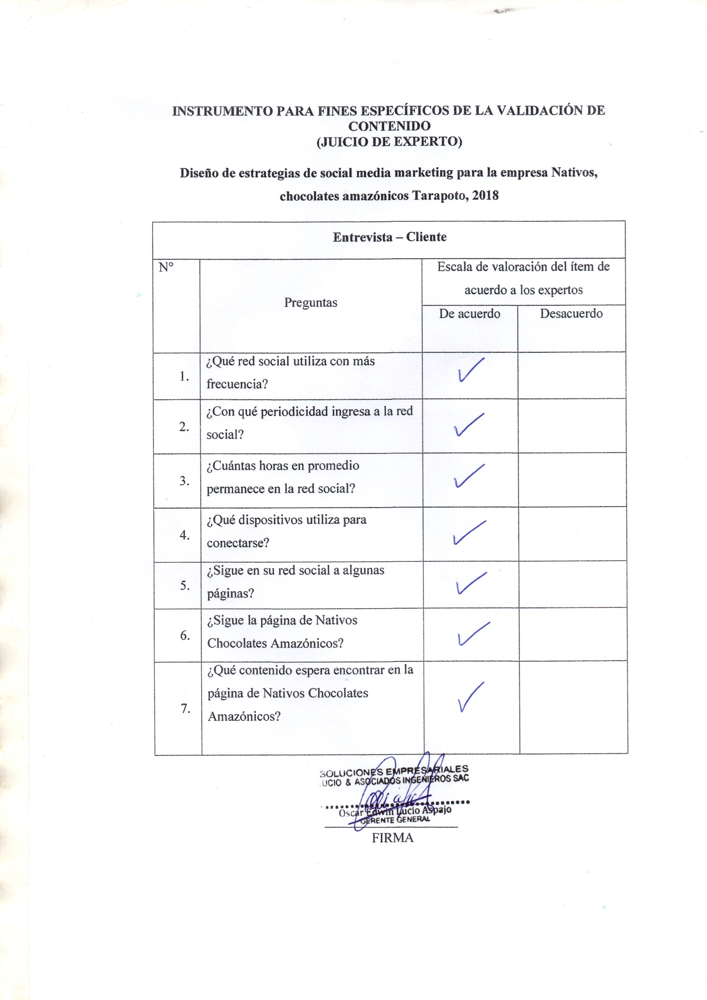 INSTRUMENTO PARA FINES ESPECÍFICOS DE LA VALIDACIÓN DE
CONTENIDO
(JUICIO DE EXPERTO)
Diseño de estrategias de social media marketing para la empresa Nativos,
chocolates amazónicos Tarapoto, 2018
Entrevista – Cliente
N°
Preguntas
Escala de valoración del ítem de
acuerdo a los expertos
De acuerdo
Desacuerdo
1.
¿Qué red social utiliza con más
frecuencia?
✓
2.
¿Con qué periodicidad ingresa a la red
social?
✓
3.
¿Cuántas horas en promedio
permanece en la red social?
✓
4.
¿Qué dispositivos utiliza para
conectarse?
✓
5.
¿Sigue en su red social a algunas
páginas?
✓
6.
¿Sigue la página de Nativos
Chocolates Amazónicos?
✓
7.
¿Qué contenido espera encontrar en la
página de Nativos Chocolates
Amazónicos?
✓
SOLUCIONES EMPRESARIALES
UCIO & ASOCIADOS INGENIEROS SAC
Oscar Edwin Lucio Aspajo
GERENTE GENERAL
FIRMA